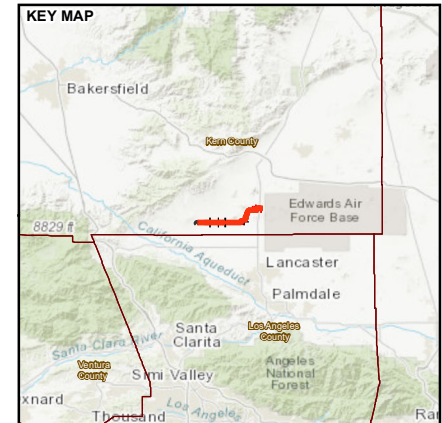 KEY MAP
Bakersfield
Kern County
Edwards Air
Force Base
8829 ft
California Aqueduct
Lancaster
Palmdale
Santa
Clarita
Los Angeles
County
Santa Clara River
Ventura
County
Simi Valley
Angeles
National
Forest
xnard
Thousand
Los Angeles
Ra